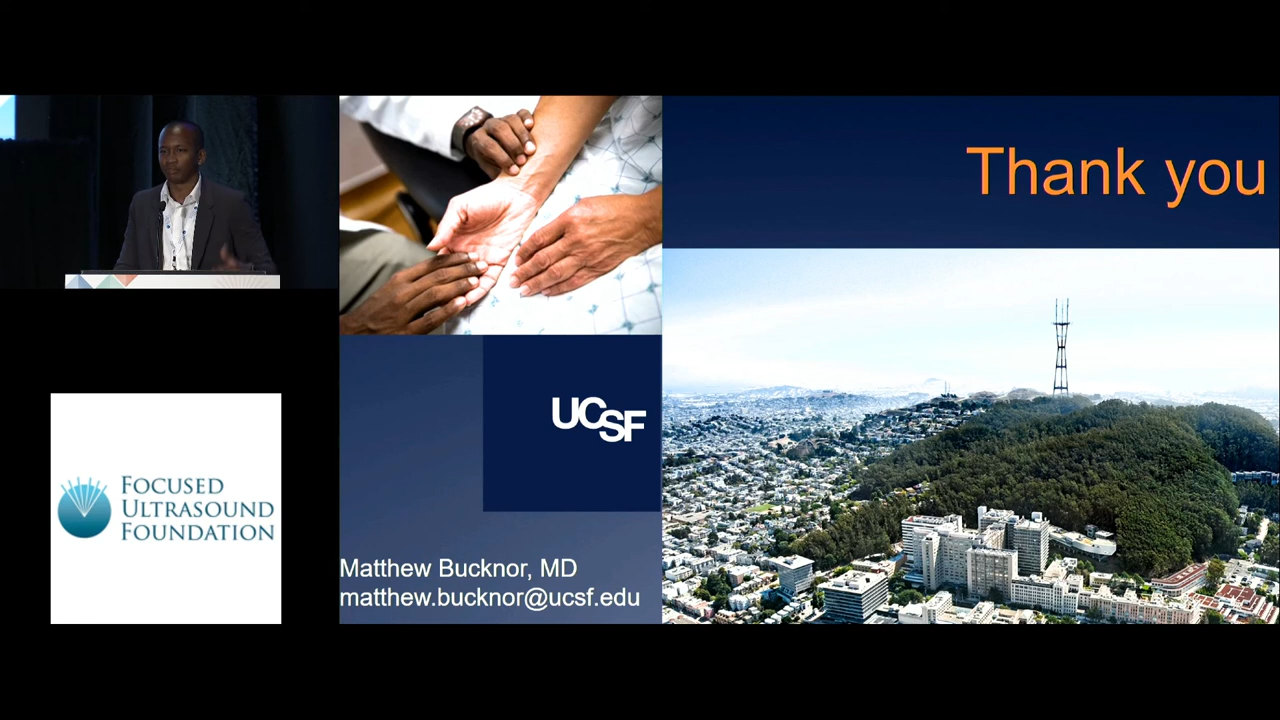 Thank you
UCSF
FOCUSED
ULTRASOUND
FOUNDATION
Matthew Bucknor, MD
matthew.bucknor@ucsf.edu